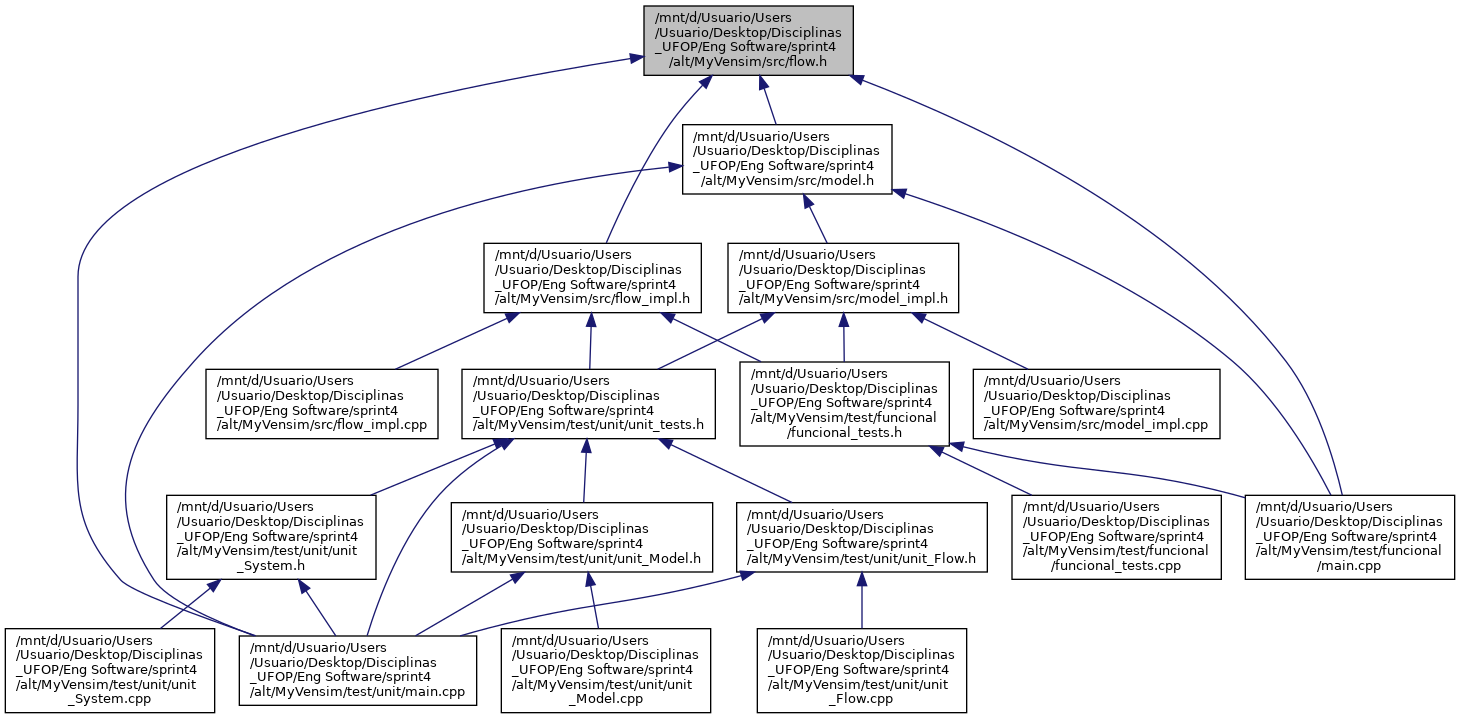 /mnt/d/Usuario/Users
/Usuario/Desktop/Disciplinas
_UFOP/Eng Software/sprint4
/alt/MyVensim/src/flow.h
/mnt/d/Usuario/Users
/Usuario/Desktop/Disciplinas
_UFOP/Eng Software/sprint4
/alt/MyVensim/src/model.h
/mnt/d/Usuario/Users
/Usuario/Desktop/Disciplinas
_UFOP/Eng Software/sprint4
/alt/MyVensim/src/flow_impl.h
/mnt/d/Usuario/Users
/Usuario/Desktop/Disciplinas
_UFOP/Eng Software/sprint4
/alt/MyVensim/src/model_impl.h
/mnt/d/Usuario/Users
/Usuario/Desktop/Disciplinas
_UFOP/Eng Software/sprint4
/alt/MyVensim/src/flow_impl.cpp
/mnt/d/Usuario/Users
/Usuario/Desktop/Disciplinas
_UFOP/Eng Software/sprint4
/alt/MyVensim/test/unit/unit_tests.h
/mnt/d/Usuario/Users
/Usuario/Desktop/Disciplinas
_UFOP/Eng Software/sprint4
/alt/MyVensim/test/funcional
/funcional_tests.h
/mnt/d/Usuario/Users
/Usuario/Desktop/Disciplinas
_UFOP/Eng Software/sprint4
/alt/MyVensim/src/model_impl.cpp
/mnt/d/Usuario/Users
/Usuario/Desktop/Disciplinas
_UFOP/Eng Software/sprint4
/alt/MyVensim/test/unit/unit
_System.h
/mnt/d/Usuario/Users
/Usuario/Desktop/Disciplinas
_UFOP/Eng Software/sprint4
/alt/MyVensim/test/unit/unit_Model.h
/mnt/d/Usuario/Users
/Usuario/Desktop/Disciplinas
_UFOP/Eng Software/sprint4
/alt/MyVensim/test/unit/unit_Flow.h
/mnt/d/Usuario/Users
/Usuario/Desktop/Disciplinas
_UFOP/Eng Software/sprint4
/alt/MyVensim/test/funcional
/funcional_tests.cpp
/mnt/d/Usuario/Users
/Usuario/Desktop/Disciplinas
_UFOP/Eng Software/sprint4
/alt/MyVensim/test/funcional
/main.cpp
/mnt/d/Usuario/Users
/Usuario/Desktop/Disciplinas
_UFOP/Eng Software/sprint4
/alt/MyVensim/test/unit/unit
_System.cpp
/mnt/d/Usuario/Users
/Usuario/Desktop/Disciplinas
_UFOP/Eng Software/sprint4
/alt/MyVensim/test/unit/main.cpp
/mnt/d/Usuario/Users
/Usuario/Desktop/Disciplinas
_UFOP/Eng Software/sprint4
/alt/MyVensim/test/unit/unit
_Model.cpp
/mnt/d/Usuario/Users
/Usuario/Desktop/Disciplinas
_UFOP/Eng Software/sprint4
/alt/MyVensim/test/unit/unit
_Flow.cpp